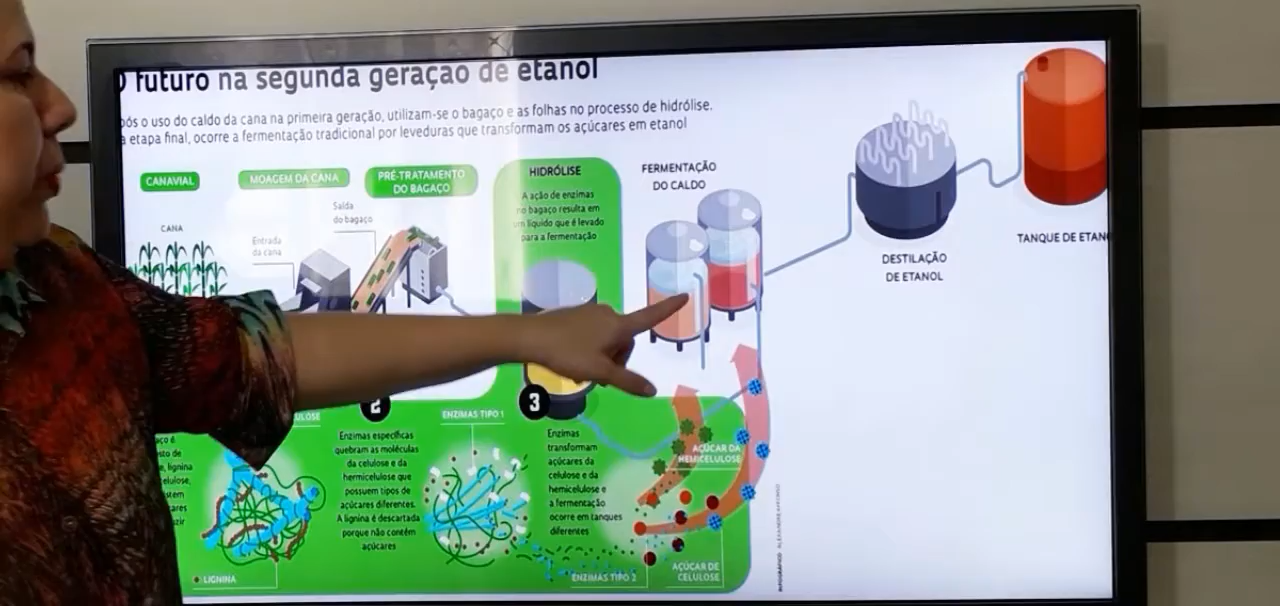 futuro na segunda geração de etanol
o uso do caldo da cana na primeira geração, utilizam-se o bagaço e as folhas no processo de hidrólise.
etapa final, ocorre a fermentação tradicional por leveduras que transformam os açúcares em etanol
CANAVIAL
CANA
MOAGEM DA CANA
Entrada
da cana
Saída
do bagaço
PRÉ-TRATAMENTO
DO BAGAÇO
HIDRÓLISE
A ação de enzimas
no bagaço resulta em
um líquido que é levado
para a fermentação
FERMENTAÇÃO
DO CALDO
DESTILAÇÃO
DE ETANOL
TANQUE DE ETAN
LIGNINA
2
Enzimas específicas
quebram as moléculas
da celulose e da
hermicelulose que
possuem tipos de
açúcares diferentes.
A lignina é descartada
porque não contém
açúcares
ENZIMAS TIPO 1
3
Enzimas
transformam
açúcares da
celulose e da
hemicelulose e
a fermentação
ocorre em tanques
diferentes
ENZIMAS TIPO 2
AÇÚCAR DA
HEMICELULOSE
AÇÚCAR DE
CELULOSE
INFOGRÁFICO